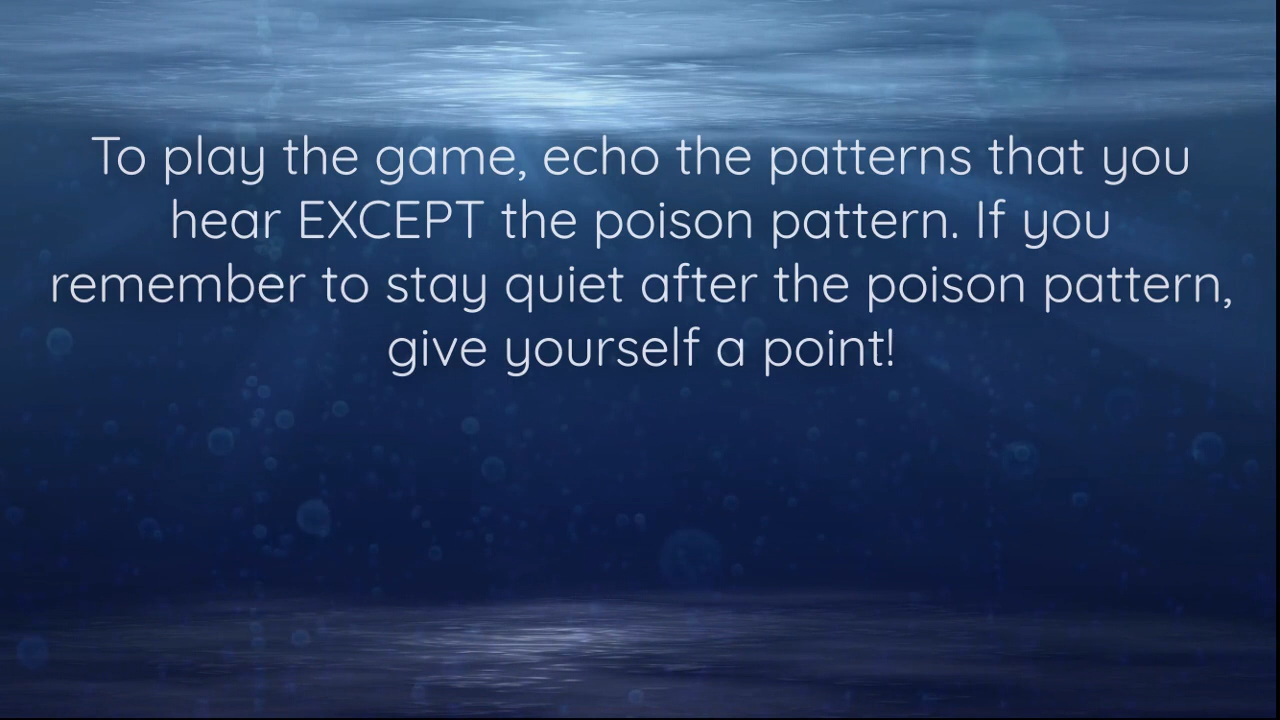 To play the game, echo the patterns that you
hear EXCEPT the poison pattern. If you
remember to stay quiet after the poison pattern,
give yourself a point!